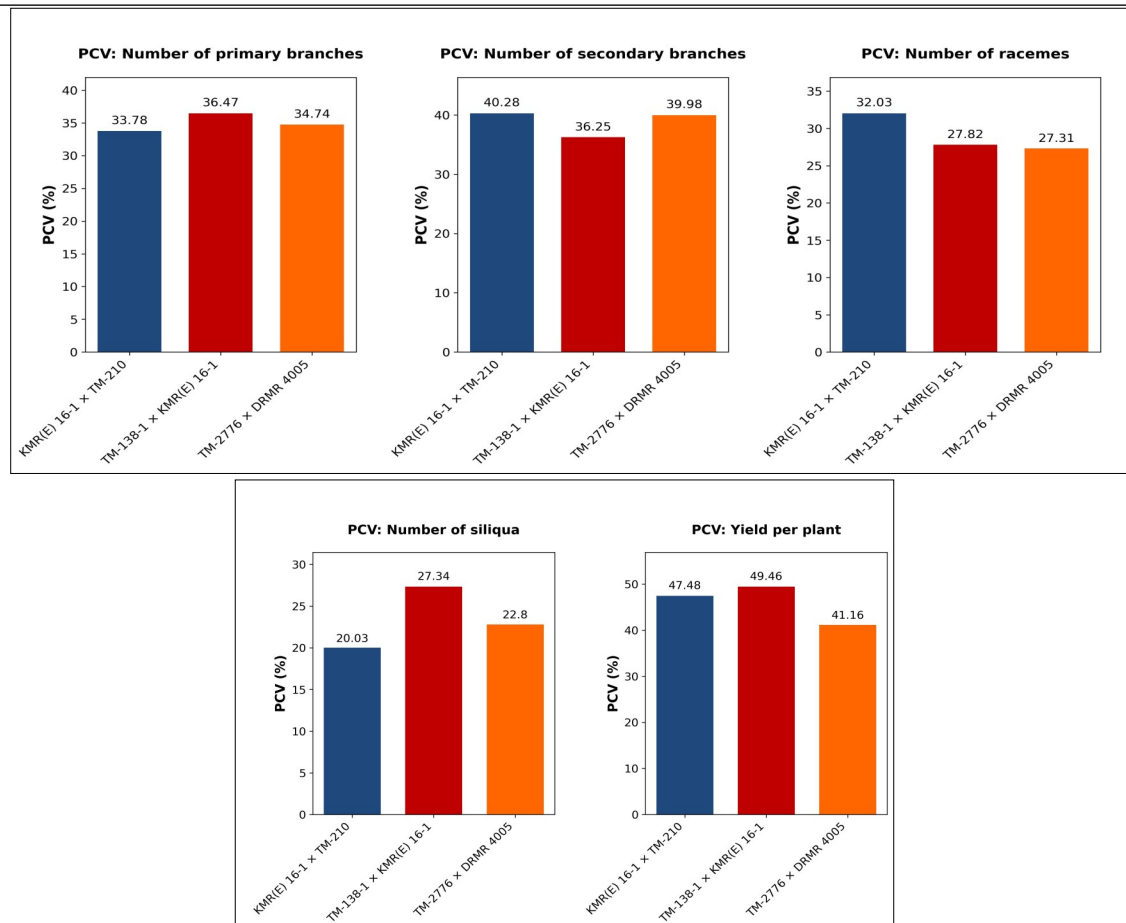 PCV: Number of primary branches
PCV (%)
40
35
30
25
20
15
10
5
0
33.78
36.47
34.74
KMR(E) 16-1 × TM-210
TM-138-1 × KMR(E) 16-1
TM-2776 × DRMR 4005
PCV: Number of secondary branches
PCV (%)
40
30
20
10
0
40.28
36.25
39.98
KMR(E) 16-1 × TM-210
TM-138-1 × KMR(E) 16-1
TM-2776 × DRMR 4005
PCV: Number of racemes
PCV (%)
35
30
25
20
15
10
5
0
32.03
27.82
27.31
KMR(E) 16-1 × TM-210
TM-138-1 × KMR(E) 16-1
TM-2776 × DRMR 4005
PCV: Number of siliqua
PCV (%)
30
25
20
15
10
5
0
20.03
27.34
22.8
KMR(E) 16-1 × TM-210
TM-138-1 × KMR(E) 16-1
TM-2776 × DRMR 4005
PCV: Yield per plant
PCV (%)
50
40
30
20
10
0
47.48
49.46
41.16
KMR(E) 16-1 × TM-210
TM-138-1 × KMR(E) 16-1
TM-2776 × DRMR 4005